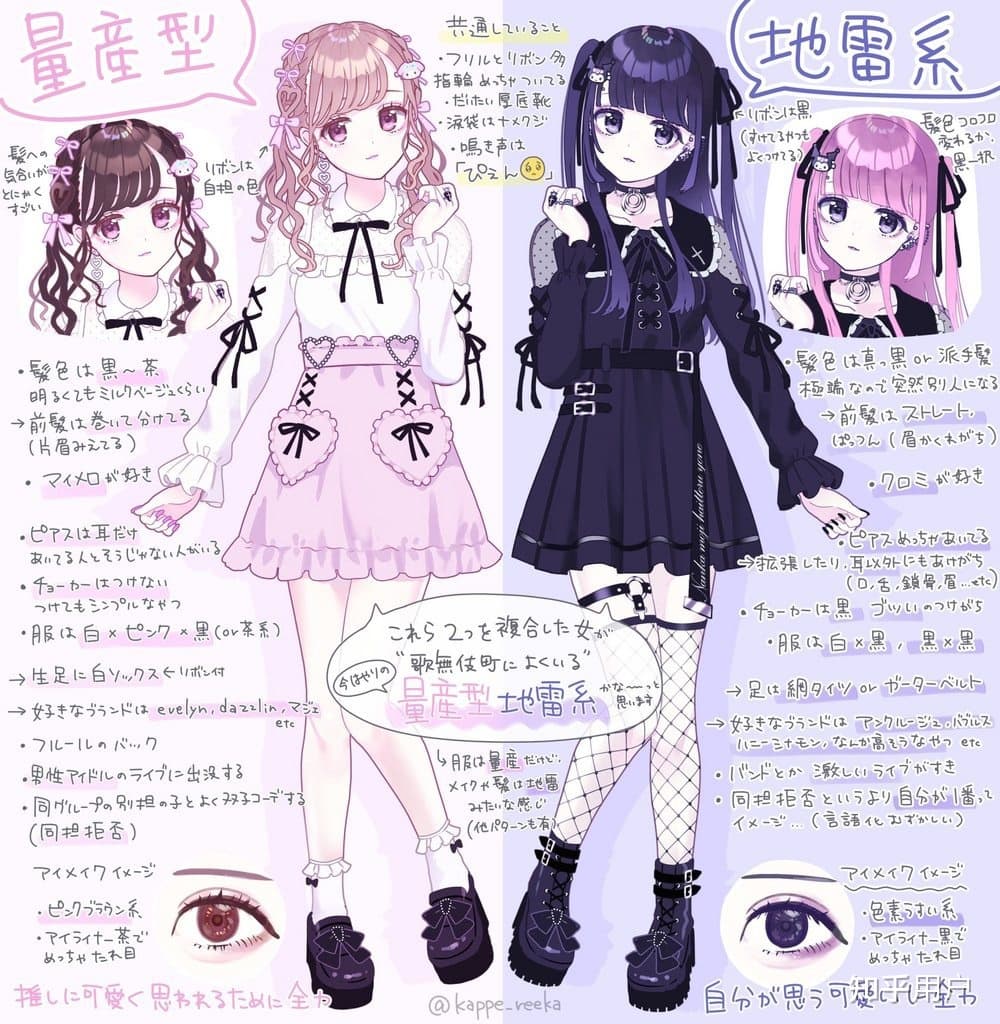 量産型
共通していること
・フリルとリボン多
指輪めっちゃついてる
・だいたい厚底靴
・涙袋はナメクジ
・鳴き声は
「ぴえん🥺」
地雷系
髪への
気合いが
とにかく
すごい
リボンは
自担の色
リボンは黒
(すけてるやつも
よくつけてる)
髪色コロコロ
変わるか、
黒一択
・髪色は黒〜茶
明るくてもミルクベージュくらい
→前髪は巻いて分けてる
(片眉みえてる)
・マイメロが好き
・ピアスは耳だけ
あいてる人とそうじゃない人がいる
・チョーカーはつけない
つけてもシンプルなやつ
・服は白×ピンク×黒(or茶系)
→生足に白ソックス←リボン付
→好きなブランドは evelyn, dazzlin, マジェ
etc
・フルールのバック
・男性アイドルのライブに出没する
・同グループの別担の子とよく双子コーデする
(同担拒否)
アイメイクイメージ
・ピンクブラウン系
・アイライナー茶で
めっちゃたれ目
推しに可愛く思われるために全力
・髪色は真っ黒or派手髪
極端なので突然別人になる
→前髪はストレート、
ぱっつん(眉かくれがち)
・クロミが好き
・ピアスめっちゃあいてる
→拡張したり、耳以外にもあけがち
(口、舌、鎖骨、眉…etc)
・チョーカーは黒 ゴツいのつけがち
・服は白×黒, 黒×黒
→足は網タイツorガーターベルト
→好きなブランドはアンクルージュ、バブルス
ハニーシナモン、なんか高そうなやつ etc
・バンドとか激しいライブがすき
・同担拒否というより自分が1番って
イメージ…(言語化むずかしい)
アイメイクイメージ
・色素うすい系
・アイライナー黒で
めっちゃたれ目
Nanka moji kaitteru yone
これら2つを複合した女が
"歌舞伎町によくいる"
今はやりの
量産型地雷系
かな〜っと
思います
↳服は量産だけど、
メイクや髪は地雷
みたいな感じ
(他パターンも有)
@kappe_reeka
自分が思う可愛い
全力
知乎用户